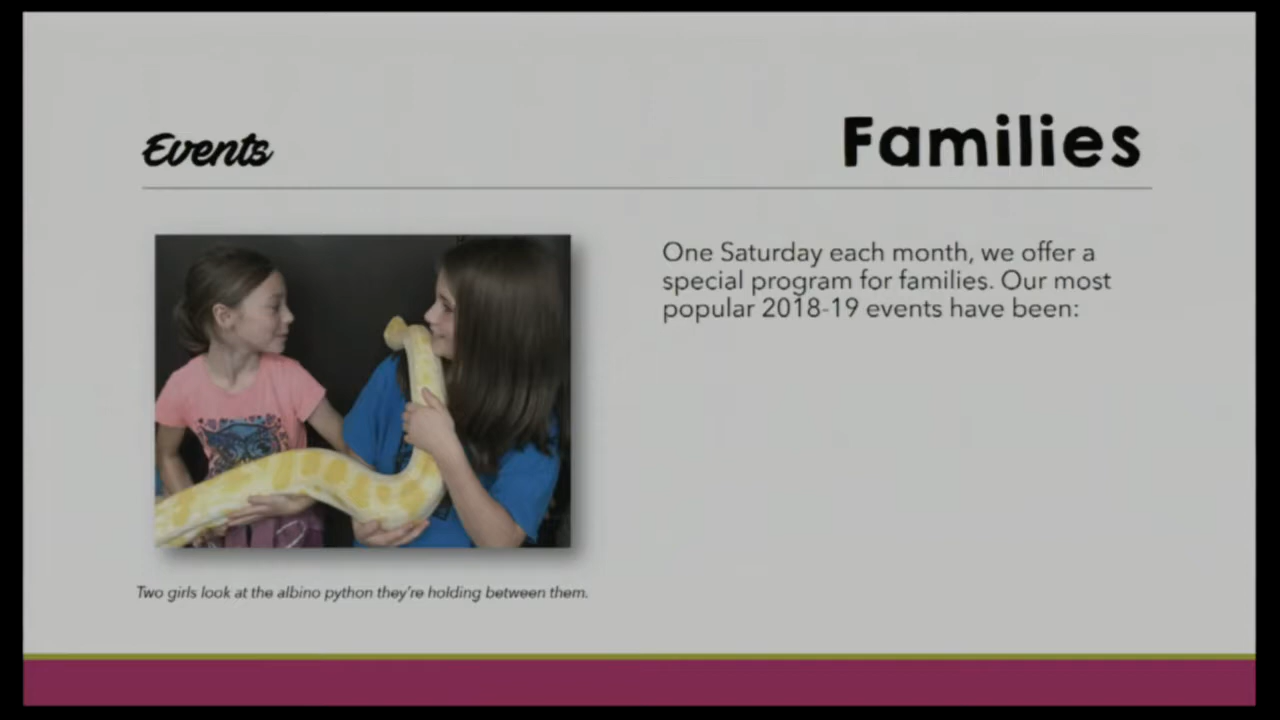 Events
Families
One Saturday each month, we offer a
special program for families. Our most
popular 2018-19 events have been:
Two girls look at the albino python they're holding between them.